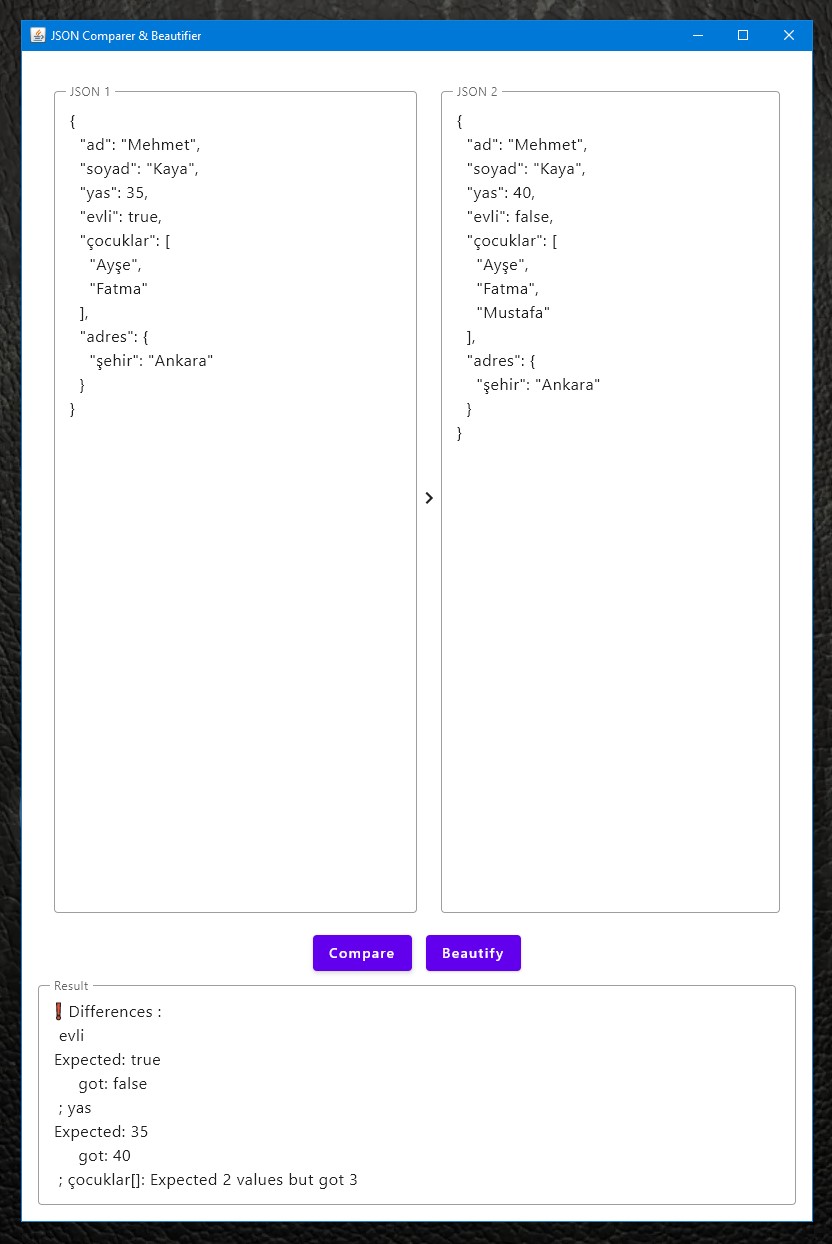 JSON Comparer & Beautifier
JSON 1
{
"ad": "Mehmet",
"soyad": "Kaya",
"yas": 35,
"evli": true,
"çocuklar": [
"Ayşe",
"Fatma"
],
"adres": {
"şehir": "Ankara"
}
}
JSON 2
{
"ad": "Mehmet",
"soyad": "Kaya",
"yas": 40,
"evli": false,
"çocuklar": [
"Ayşe",
"Fatma",
"Mustafa"
],
"adres": {
"şehir": "Ankara"
}
}
Compare
Beautify
Result
❗ Differences :
evli
Expected: true
got: false
; yas
Expected: 35
got: 40
; çocuklar[]: Expected 2 values but got 3